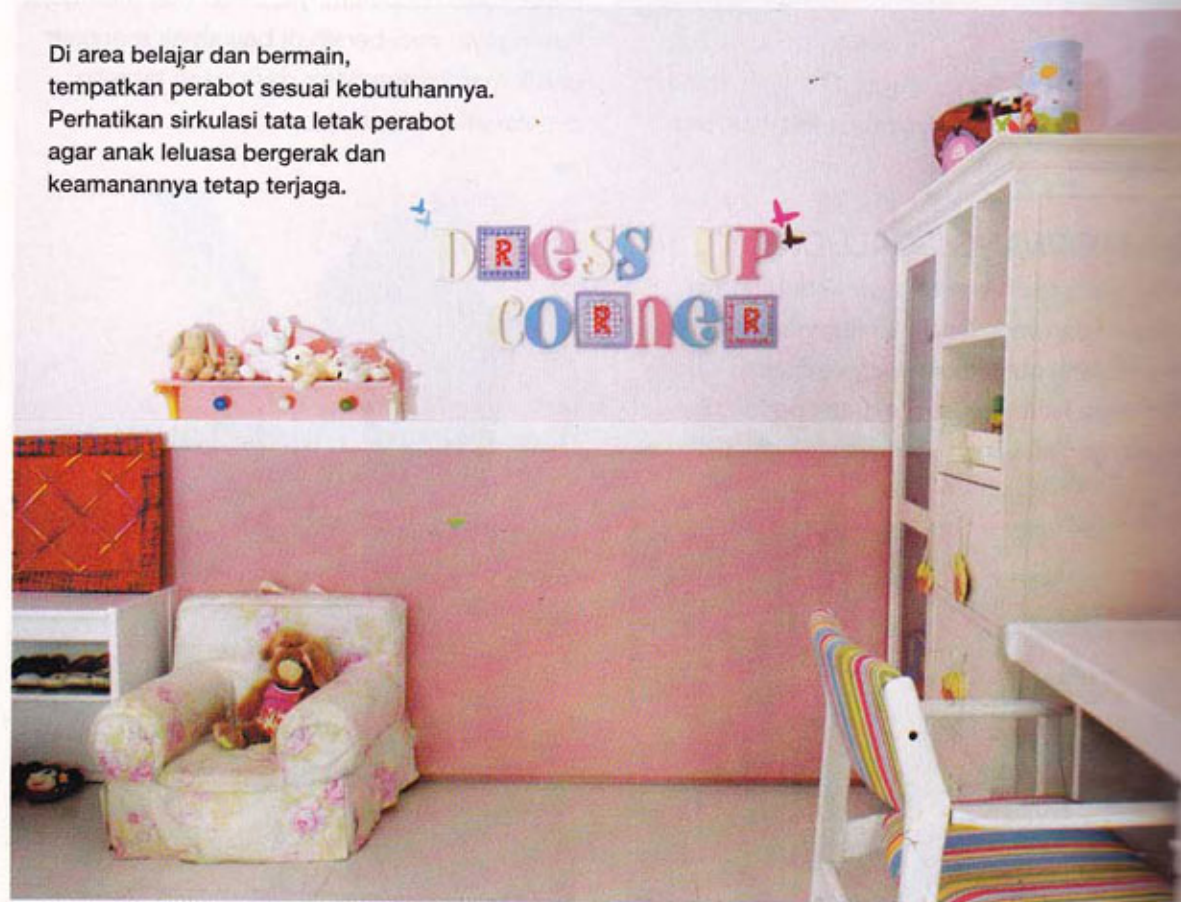 Di area belajar dan bermain,
tempatkan perabot sesuai kebutuhannya.
Perhatikan sirkulasi tata letak perabot
agar anak leluasa bergerak dan
keamanannya tetap terjaga.
DReSS UP
CORneR